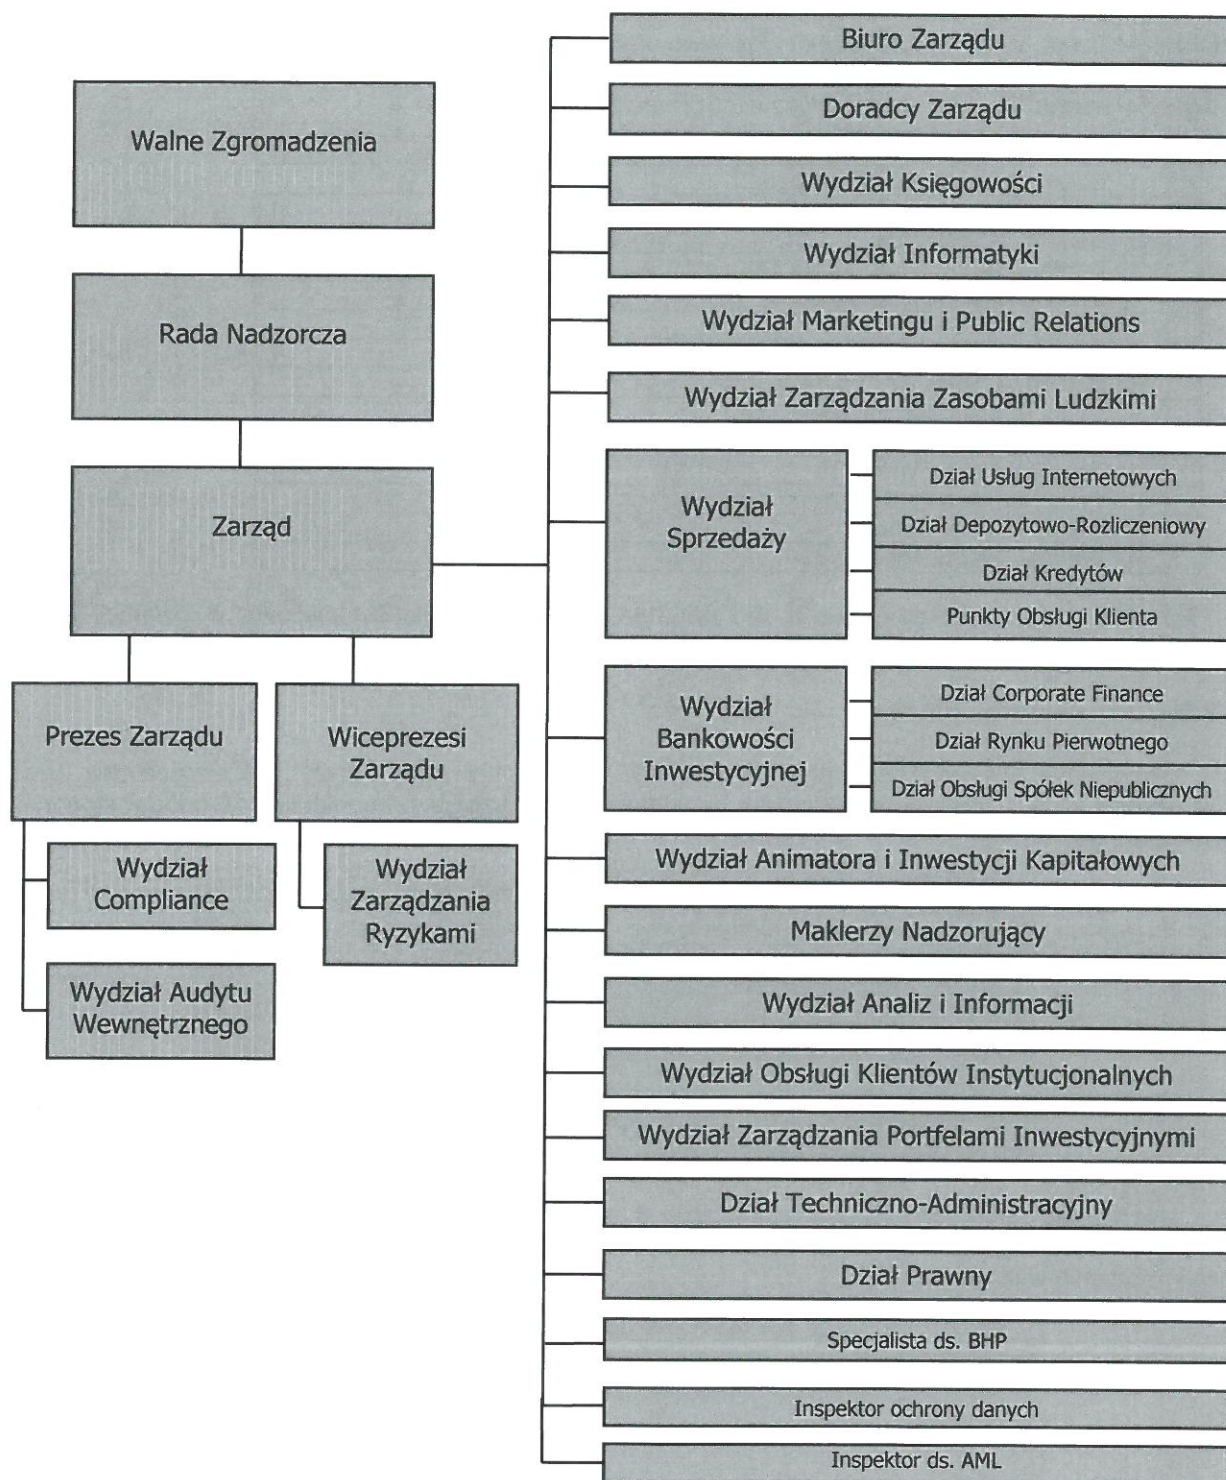 Walne Zgromadzenia
Rada Nadzorcza
Zarząd
Prezes Zarządu
Wiceprezesi
Zarządu
Wydział
Compliance
Wydział Audytu
Wewnętrznego
Wydział
Zarządzania
Ryzykami
Biuro Zarządu
Doradcy Zarządu
Wydział Księgowości
Wydział Informatyki
Wydział Marketingu i Public Relations
Wydział Zarządzania Zasobami Ludzkimi
Wydział
Sprzedaży
Dział Usług Internetowych
Dział Depozytowo-Rozliczeniowy
Dział Kredytów
Punkty Obsługi Klienta
Wydział
Bankowości
Inwestycyjnej
Dział Corporate Finance
Dział Rynku Pierwotnego
Dział Obsługi Spółek Niepublicznych
Wydział Animatora i Inwestycji Kapitałowych
Maklerzy Nadzorujący
Wydział Analiz i Informacji
Wydział Obsługi Klientów Instytucjonalnych
Wydział Zarządzania Portfelami Inwestycyjnymi
Dział Techniczno-Administracyjny
Dział Prawny
Specjalista ds. BHP
Inspektor ochrony danych
Inspektor ds. AML